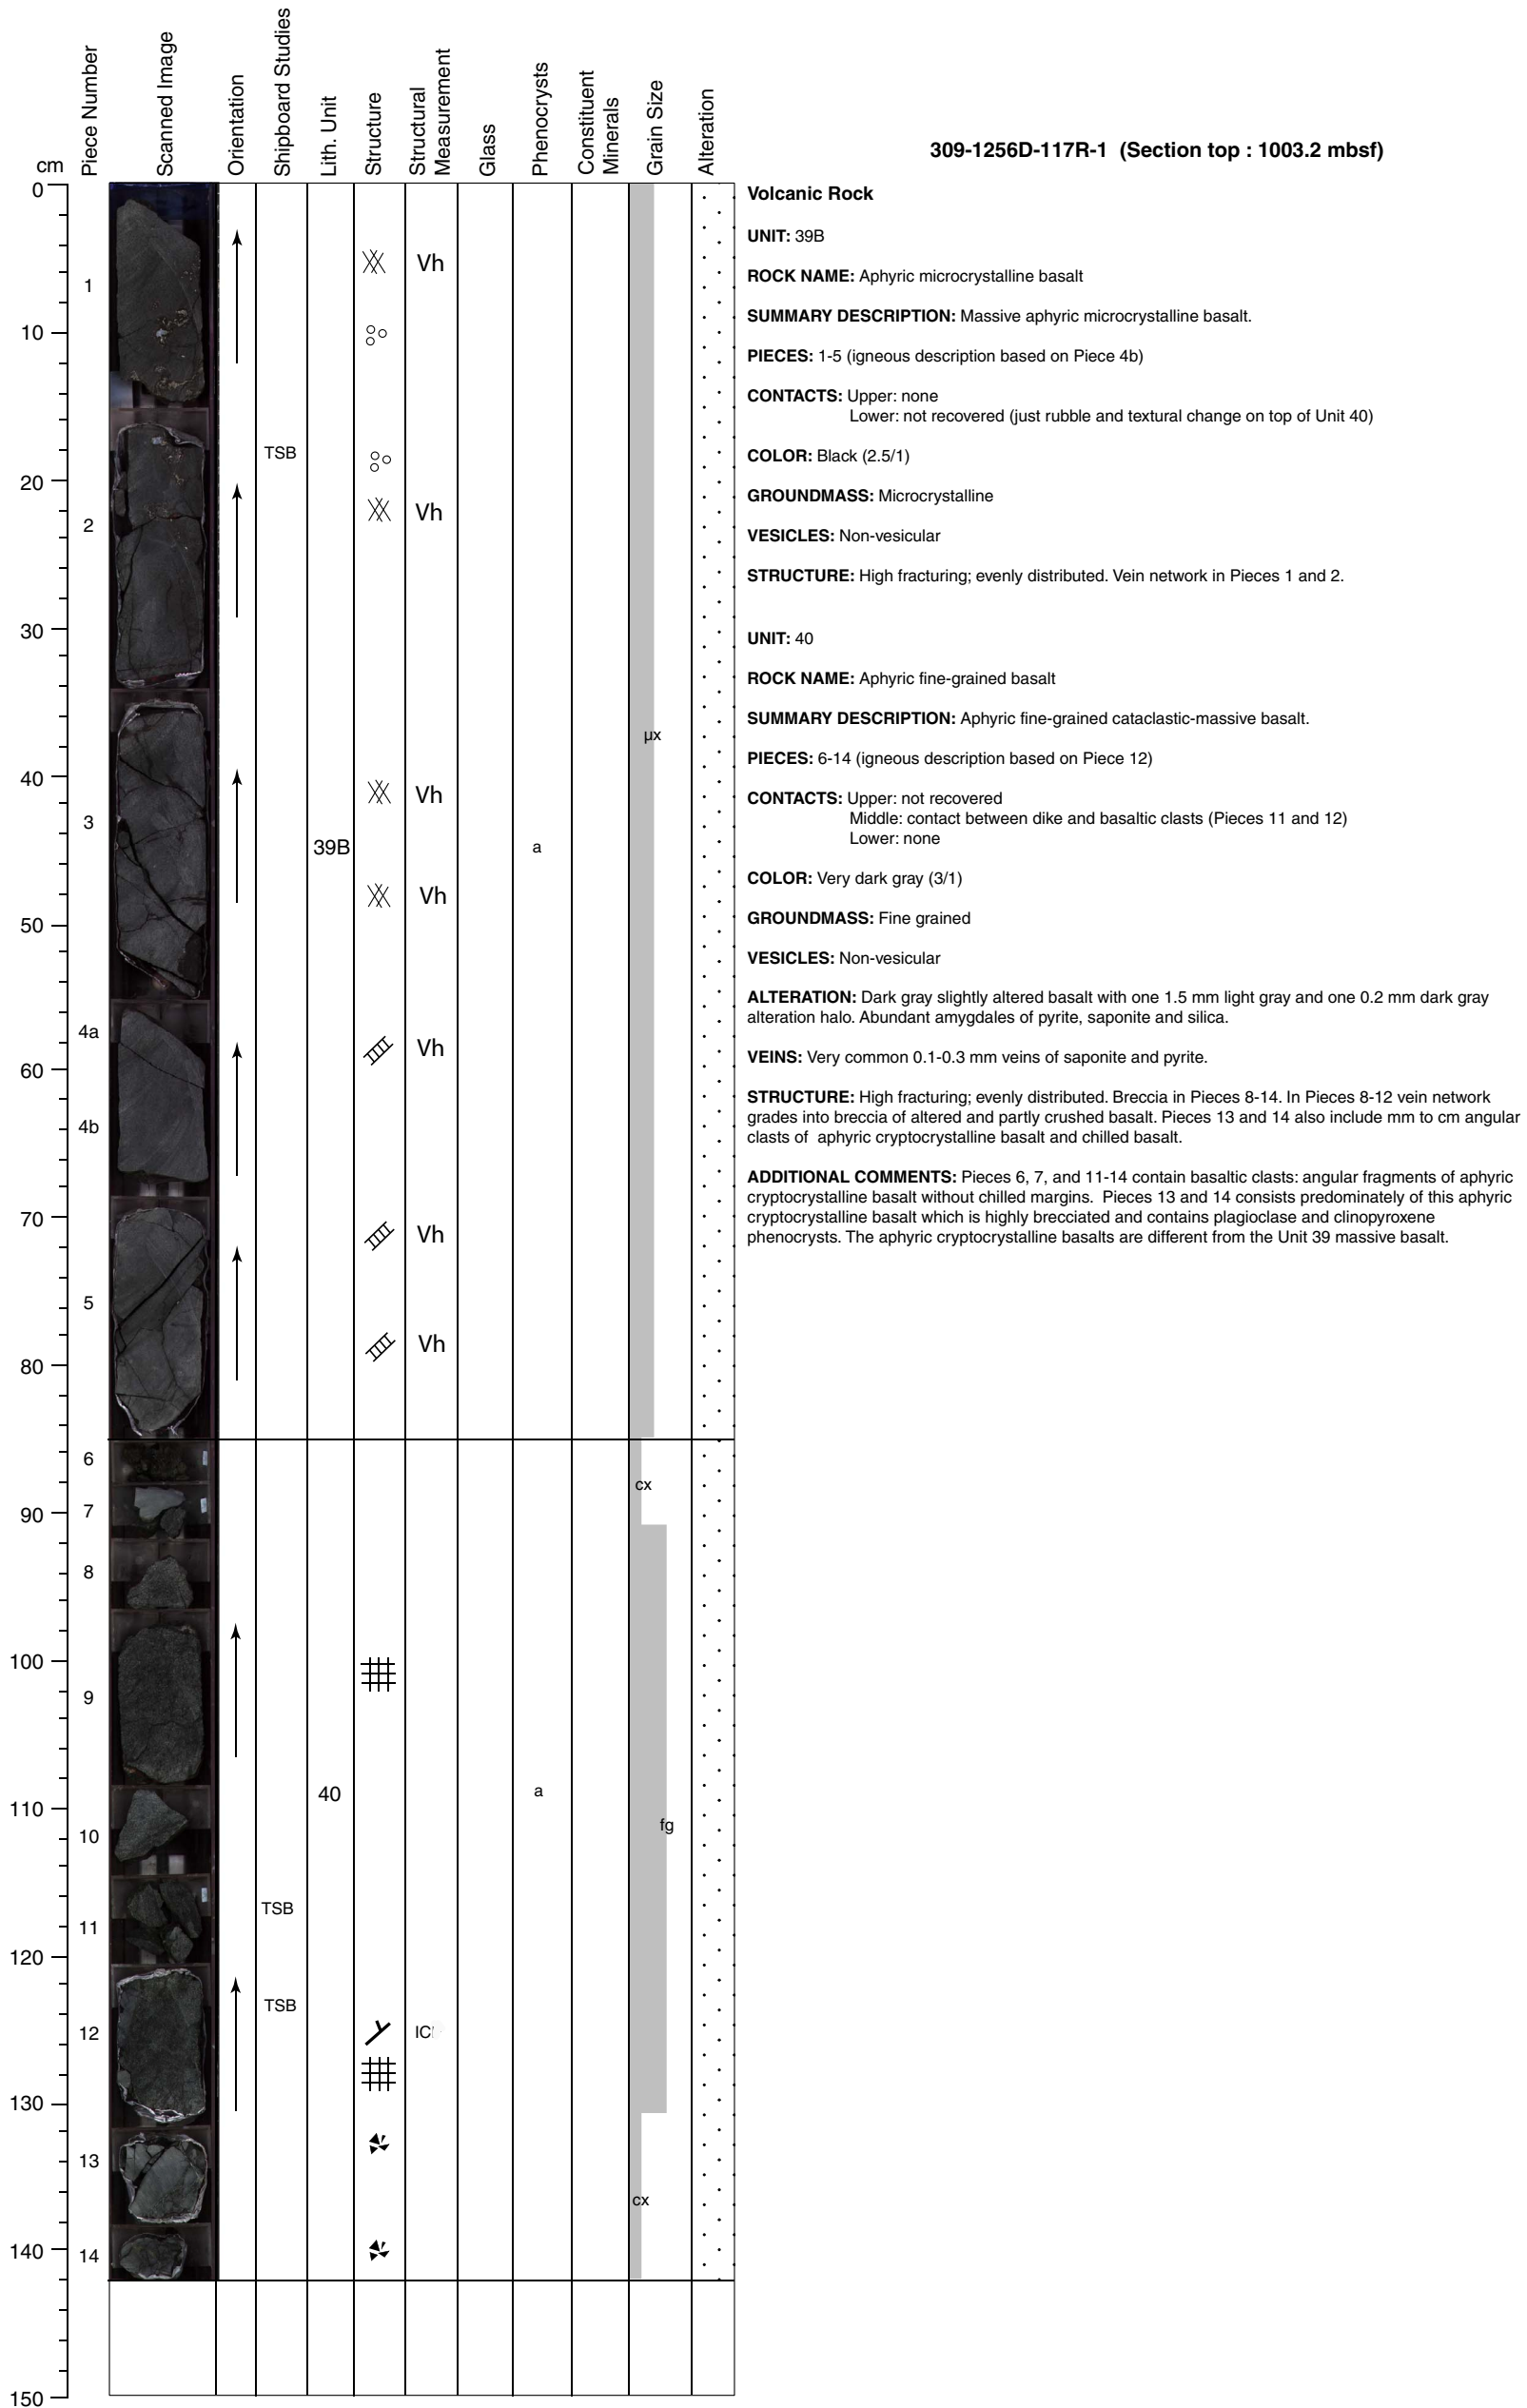 Piece Number
Scanned Image
Orientation
Shipboard Studies
Lith. Unit
Structure
Structural
Measurement
Glass
Phenocrysts
Constituent
Minerals
Grain Size
Alteration
cm
309-1256D-117R-1 (Section top : 1003.2 mbsf)
0
Volcanic Rock
UNIT: 39B
Vh
ROCK NAME: Aphyric microcrystalline basalt
1
SUMMARY DESCRIPTION: Massive aphyric microcrystalline basalt.
10
PIECES: 1-5 (igneous description based on Piece 4b)
CONTACTS: Upper: none
Lower: not recovered (just rubble and textural change on top of Unit 40)
TSB
COLOR: Black (2.5/1)
20
GROUNDMASS: Microcrystalline
Vh
2
VESICLES: Non-vesicular
STRUCTURE: High fracturing; evenly distributed. Vein network in Pieces 1 and 2.
30
UNIT: 40
ROCK NAME: Aphyric fine-grained basalt
SUMMARY DESCRIPTION: Aphyric fine-grained cataclastic-massive basalt.
µx
PIECES: 6-14 (igneous description based on Piece 12)
40
Vh
CONTACTS: Upper: not recovered
Middle: contact between dike and basaltic clasts (Pieces 11 and 12)
Lower: none
3
39B
a
COLOR: Very dark gray (3/1)
Vh
50
GROUNDMASS: Fine grained
VESICLES: Non-vesicular
ALTERATION: Dark gray slightly altered basalt with one 1.5 mm light gray and one 0.2 mm dark gray
alteration halo. Abundant amygdales of pyrite, saponite and silica.
4a
Vh
VEINS: Very common 0.1-0.3 mm veins of saponite and pyrite.
60
STRUCTURE: High fracturing; evenly distributed. Breccia in Pieces 8-14. In Pieces 8-12 vein network
grades into breccia of altered and partly crushed basalt. Pieces 13 and 14 also include mm to cm angular
clasts of aphyric cryptocrystalline basalt and chilled basalt.
4b
ADDITIONAL COMMENTS: Pieces 6, 7, and 11-14 contain basaltic clasts: angular fragments of aphyric
cryptocrystalline basalt without chilled margins. Pieces 13 and 14 consists predominately of this aphyric
cryptocrystalline basalt which is highly brecciated and contains plagioclase and clinopyroxene
phenocrysts. The aphyric cryptocrystalline basalts are different from the Unit 39 massive basalt.
70
Vh
5
Vh
80
6
cx
7
90
8
100
9
40
a
110
fg
10
TSB
11
120
TSB
12
IC
130
13
cx
140
14
150